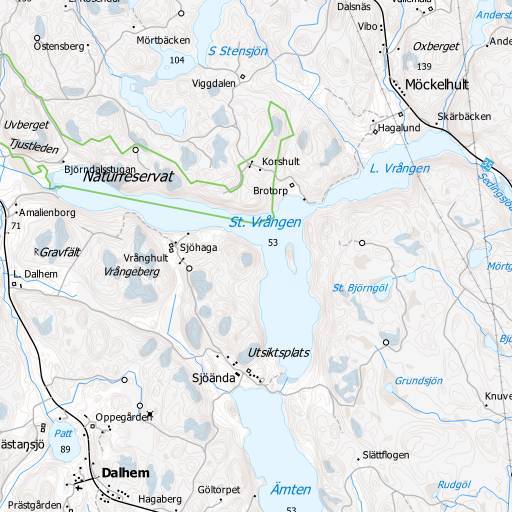 Dalsnäs
Vibo
Östensberg
Mörtbäcken
S Stensjön
Oxberget
104
139
Viggdalen
Möckelhult
Uvberget
Skärbäcken
Hagalund
Tjustleden
Björndalsstugan
Korshult
L. Vrången
Naturreservat
Brotorp
Amalienborg
71
St. Vrången
53
Sjöhaga
Gravfält
Vrånghult
Vrångeberg
L. Dalhem
St. Björngöl
Utsiktsplats
Sjöända
Grundsjön
Oppegården
Patt
89
Slättflogen
Dalhem
Rudgöl
Prästgården
Hagaberg
Göltorpet
Ämten
53